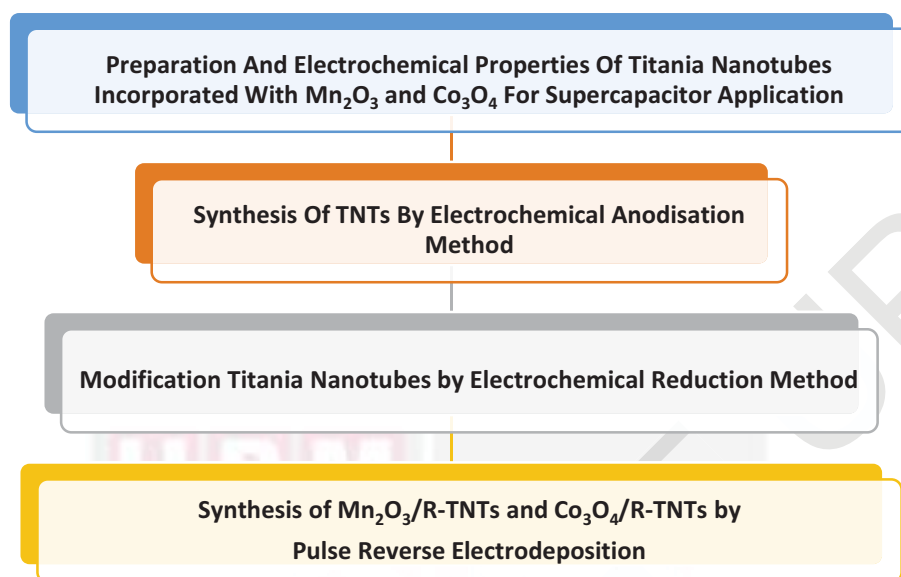 Preparation And Electrochemical Properties Of Titania Nanotubes
Incorporated With Mn₂O₃ and Co₃O₄ For Supercapacitor Application
Synthesis Of TNTs By Electrochemical Anodisation
Method
Modification Titania Nanotubes by Electrochemical Reduction Method
Synthesis of Mn₂O₃/R-TNTs and Co₃O₄/R-TNTs by
Pulse Reverse Electrodeposition